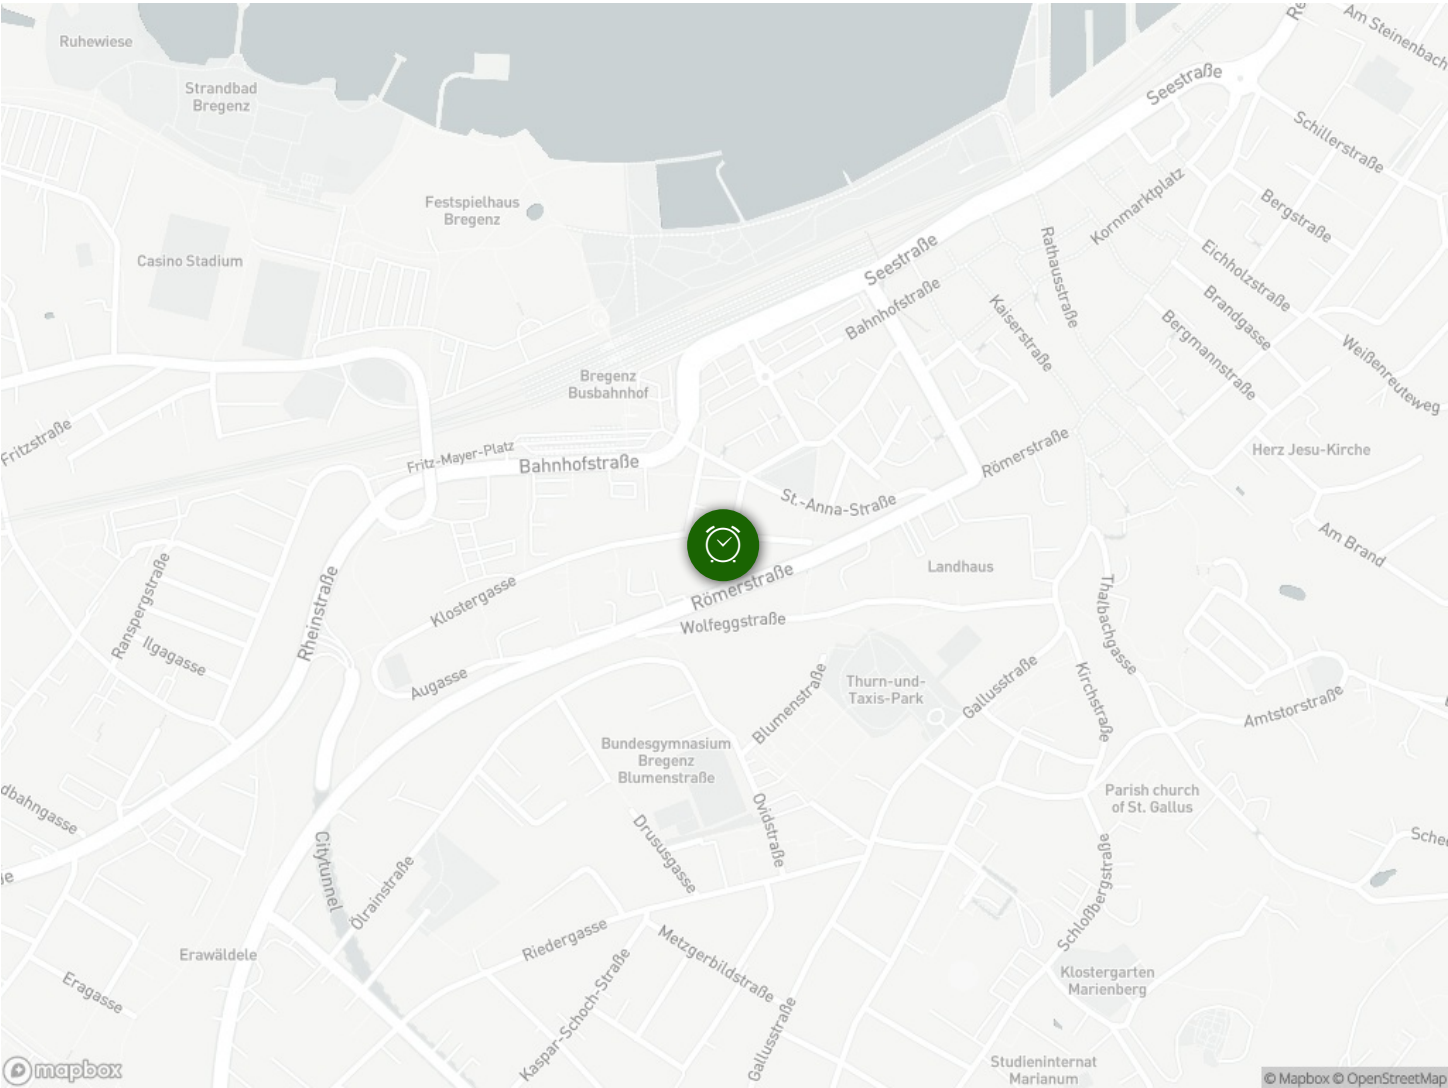 Ruhewiese
Strandbad
Bregenz
Am Steinenbach
Seestraße
Schillerstraße
Festspielhaus
Bregenz
Kornmarktplatz
Bergstraße
Casino Stadium
Seestraße
Rathausstraße
Eichholzstraße
Bahnhofstraße
Kaiserstraße
Brandgasse
Bergmannstraße
Weißenreuteweg
Bregenz
Busbahnhof
Fritzstraße
Fritz-Mayer-Platz
Bahnhofstraße
Römerstraße
Herz Jesu-Kirche
St.-Anna-Straße
Am Brand
Ranspergstraße
Rheinstraße
Klostergasse
Römerstraße
Landhaus
Thalbachgasse
Wolfeggstraße
Ilgagasse
Augasse
Blumenstraße
Thurn-und-
Taxis-Park
Gallusstraße
Kirchstraße
Amtstorstraße
Bundesgymnasium
Bregenz
Blumenstraße
Parish church
of St. Gallus
dbahngasse
Ovidstraße
Drususgasse
Citytunnel
Ölrainstraße
Schloßbergstraße
Erawäldele
Riedergasse
Metzgerbildstraße
Eragasse
Kaspar-Schoch-Straße
Gallusstraße
Klostergarten
Marienberg
Studieninternat
Marianum
mapbox
© Mapbox © OpenStreetMap